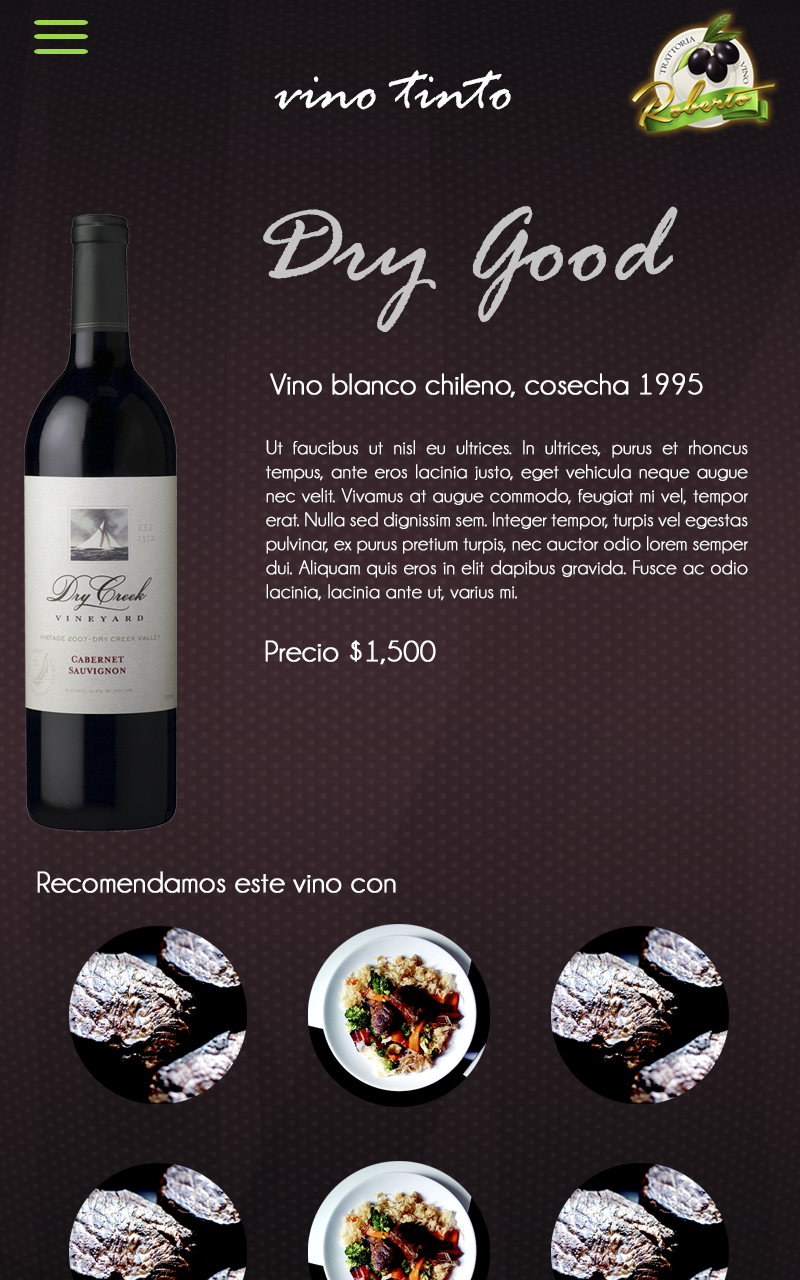 TRATTORIA VINO
Roberto
vino tinto
Dry Good
Vino blanco chileno, cosecha 1995
Ut faucibus ut nisl eu ultrices. In ultrices, purus et rhoncus
tempus, ante eros lacinia justo, eget vehicula neque augue
nec velit. Vivamus at augue commodo, feugiat mi vel, tempor
erat. Nulla sed dignissim sem. Integer tempor, turpis vel egestas
pulvinar, ex purus pretium turpis, nec auctor odio lorem semper
dui. Aliquam quis eros in elit dapibus gravida. Fusce ac odio
lacinia, lacinia ante ut, varius mi.
Precio $1,500
EST.
1972
Dry Creek
VINEYARD
VINTAGE 2007-DRY CREEK VALLEY
CABERNET
SAUVIGNON
Recomendamos este vino con